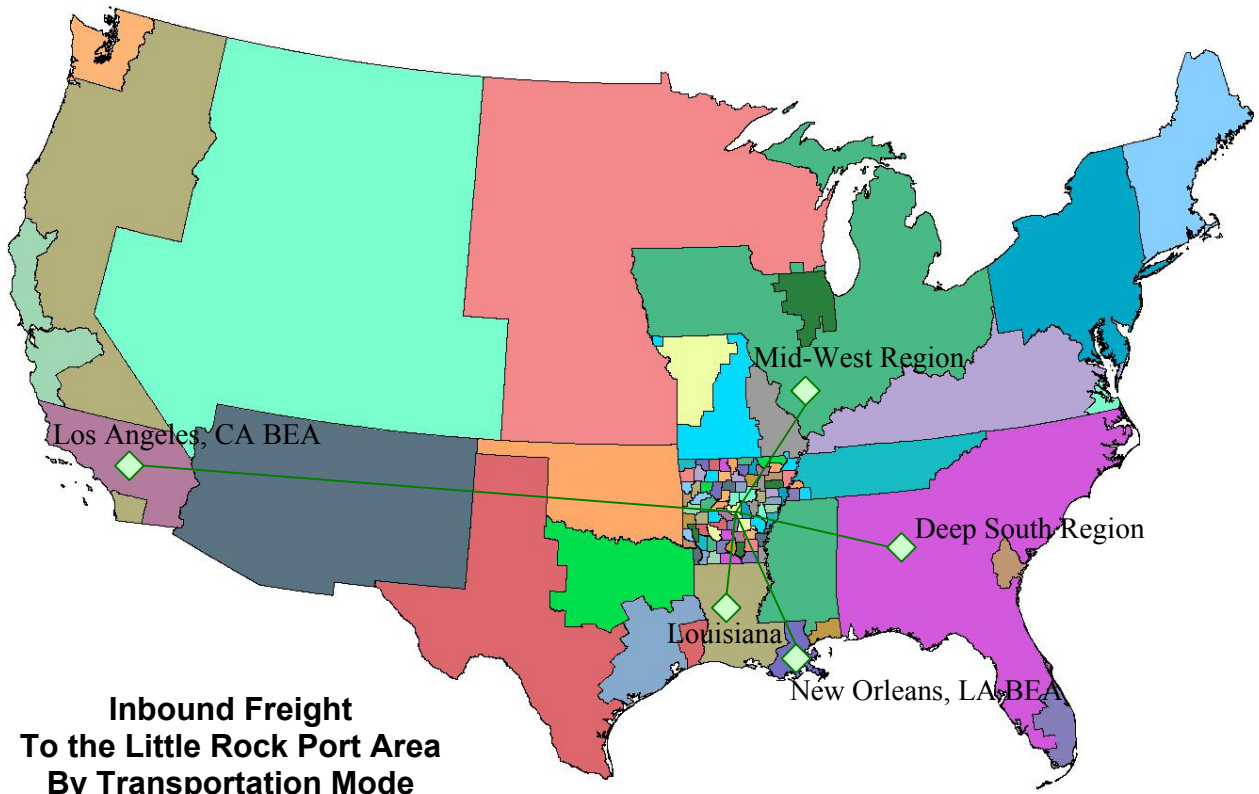 Mid-West Region
Los Angeles, CA BEA
Deep South Region
Louisiana
New Orleans, LA BEA
Inbound Freight
To the Little Rock Port Area
By Transportation Mode